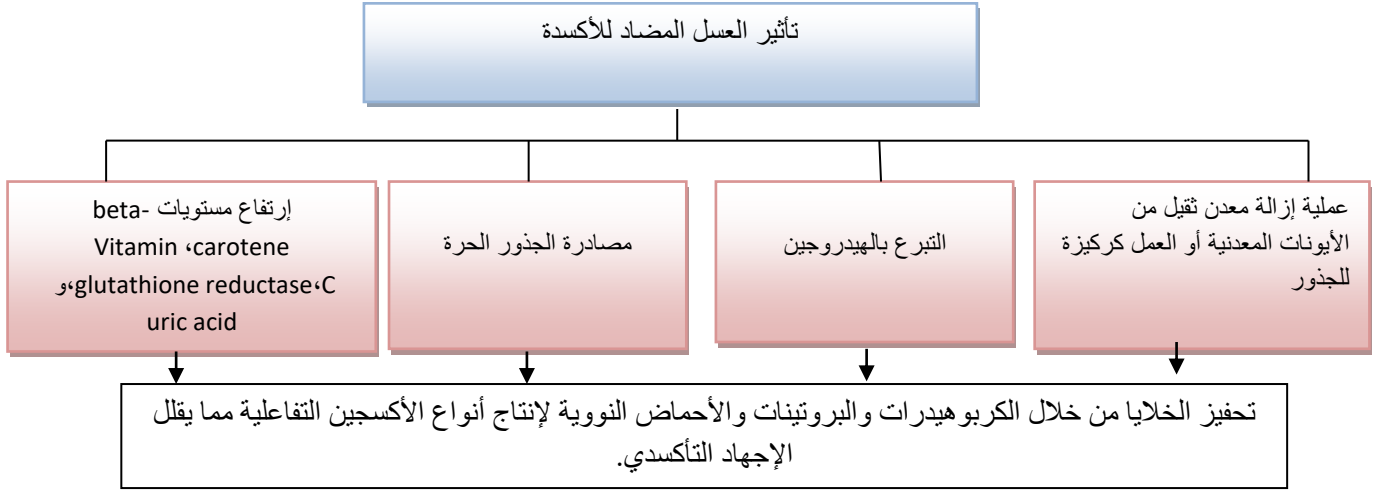 تأثير العسل المضاد للأكسدة
عملية إزالة معدن ثقيل من
الأيونات المعدنية أو العمل كركيزة
للجذور
التبرع بالهيدروجين
مصادرة الجذور الحرة
إرتفاع مستويات beta-
carotene، Vitamin
C،glutathione reductase،و
uric acid
تحفيز الخلايا من خلال الكربوهيدرات والبروتينات والأحماض النووية لإنتاج أنواع الأكسجين التفاعلية مما يقلل
الإجهاد التأكسدي.